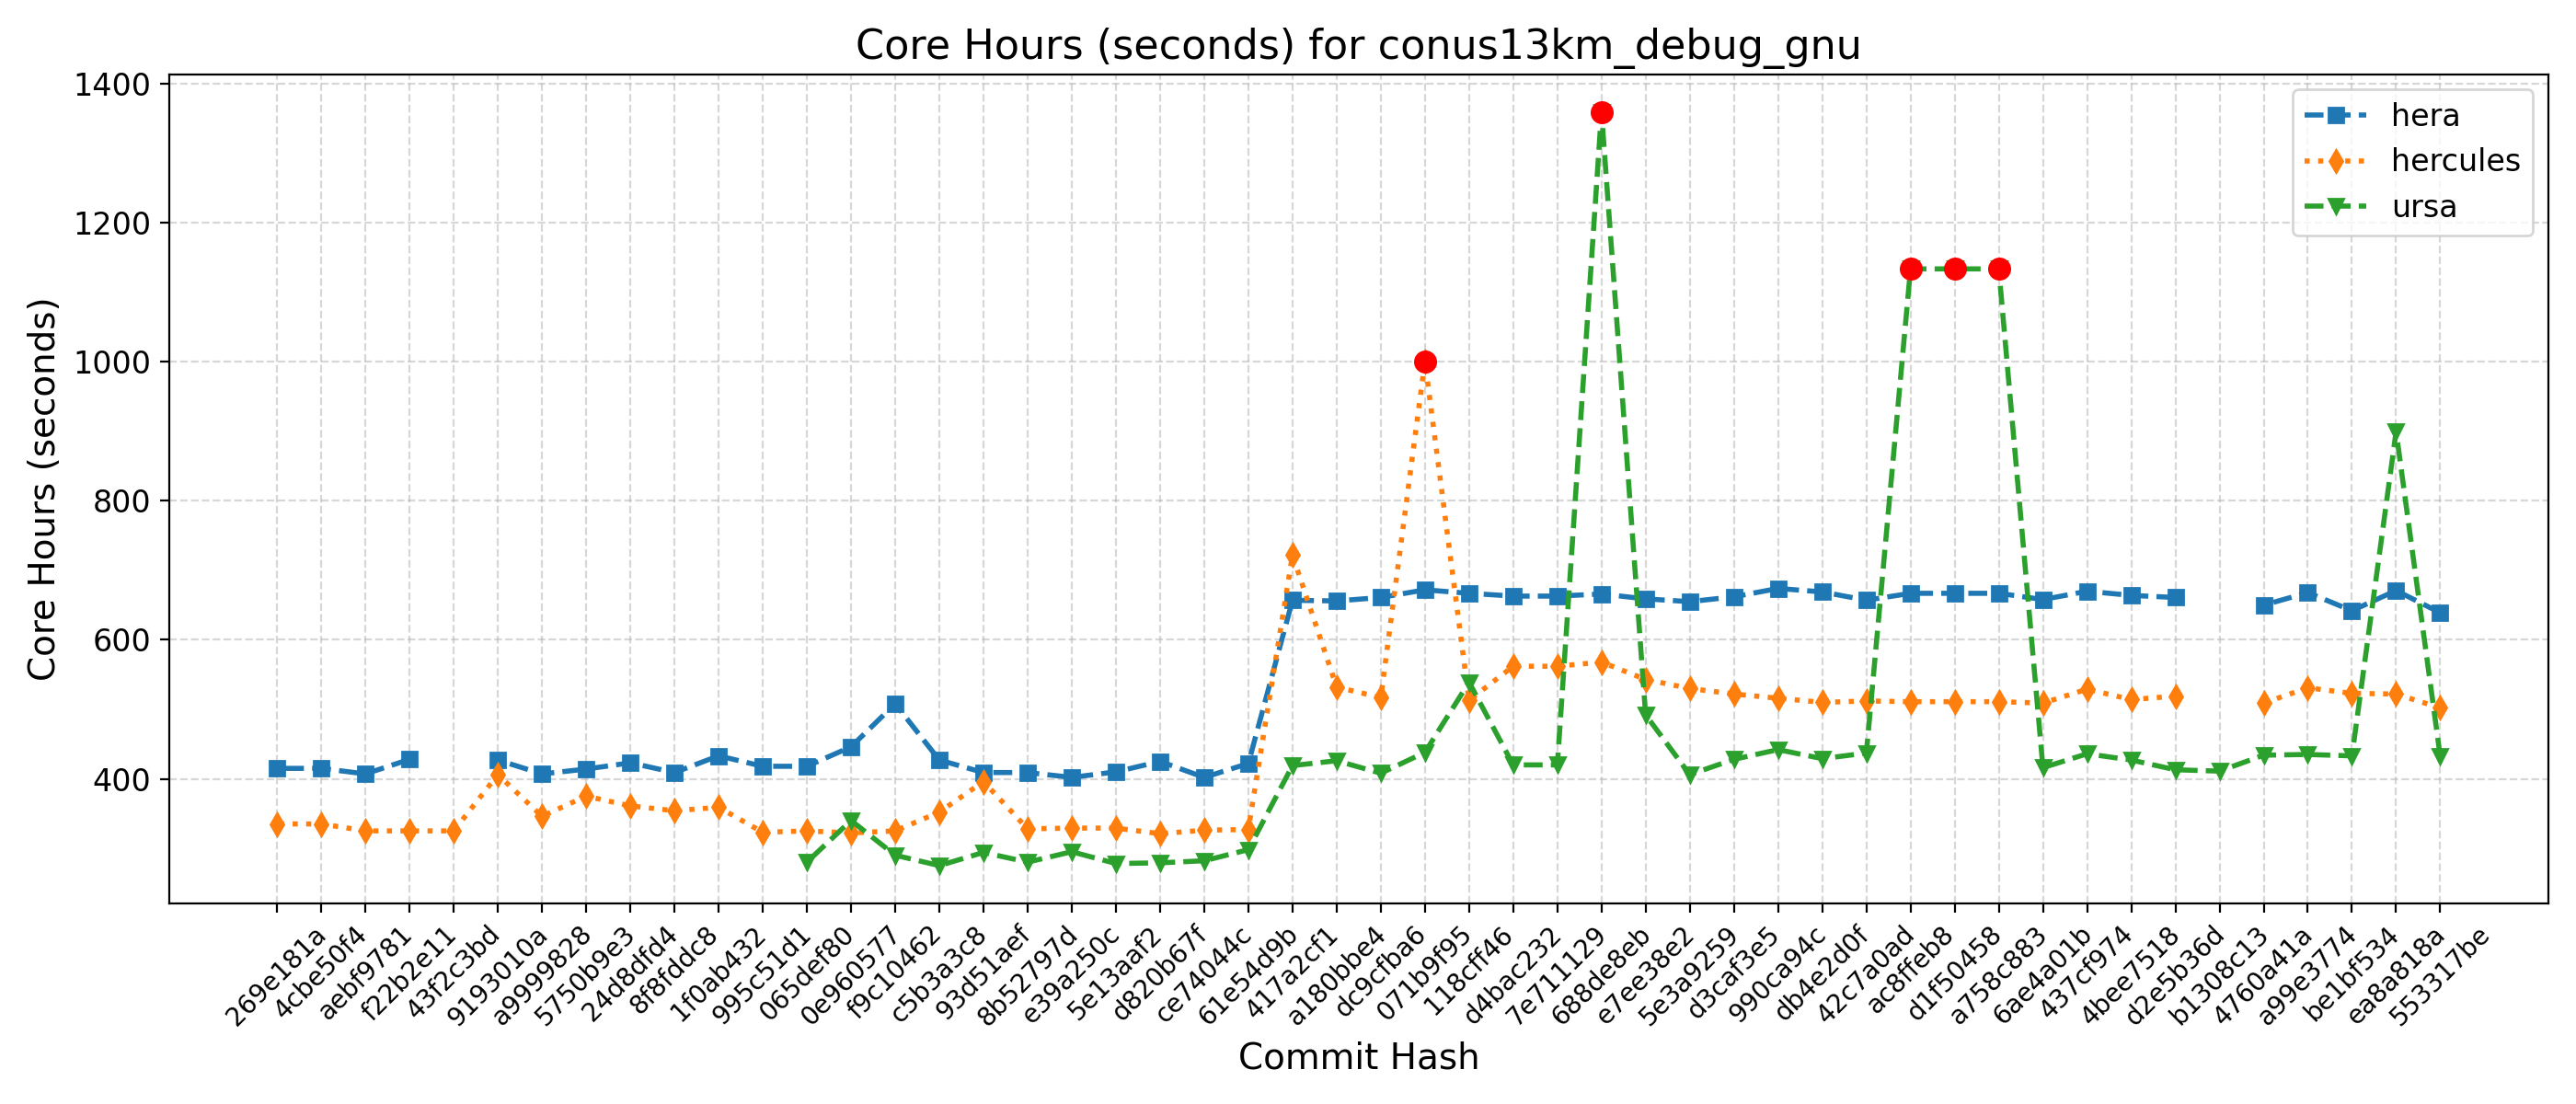 Core Hours (seconds) for conus13km_debug_gnu
Core Hours (seconds)
1400
1200
1000
800
600
400
hera
hercules
ursa
269e181a
4cbe50f4
aebf9781
f22b2e11
43f2c3bd
9193010a
a9999828
5750b9e3
24d8dfd4
8f8fddc8
1f0ab432
995c51d1
065def80
0e960577
f9c10462
c5b3a3c8
93d51aef
8b52797d
e39a250c
5e13aaf2
d820b67f
ce74044c
61e54d9b
417a2cf1
a180bbe4
dc9cfba6
071b9f95
118cff46
d4bac232
7e711129
688de8eb
e7ee38e2
5e3a9259
d3caf3e5
990ca94c
db4e2d0f
42c7a0ad
ac8ffeb8
d1f50458
a758c883
6ae4a01b
437cf974
4bee7518
d2e5b36d
b1308c13
4760a41a
a99e3774
be1bf534
ea8a818a
553317be
Commit Hash